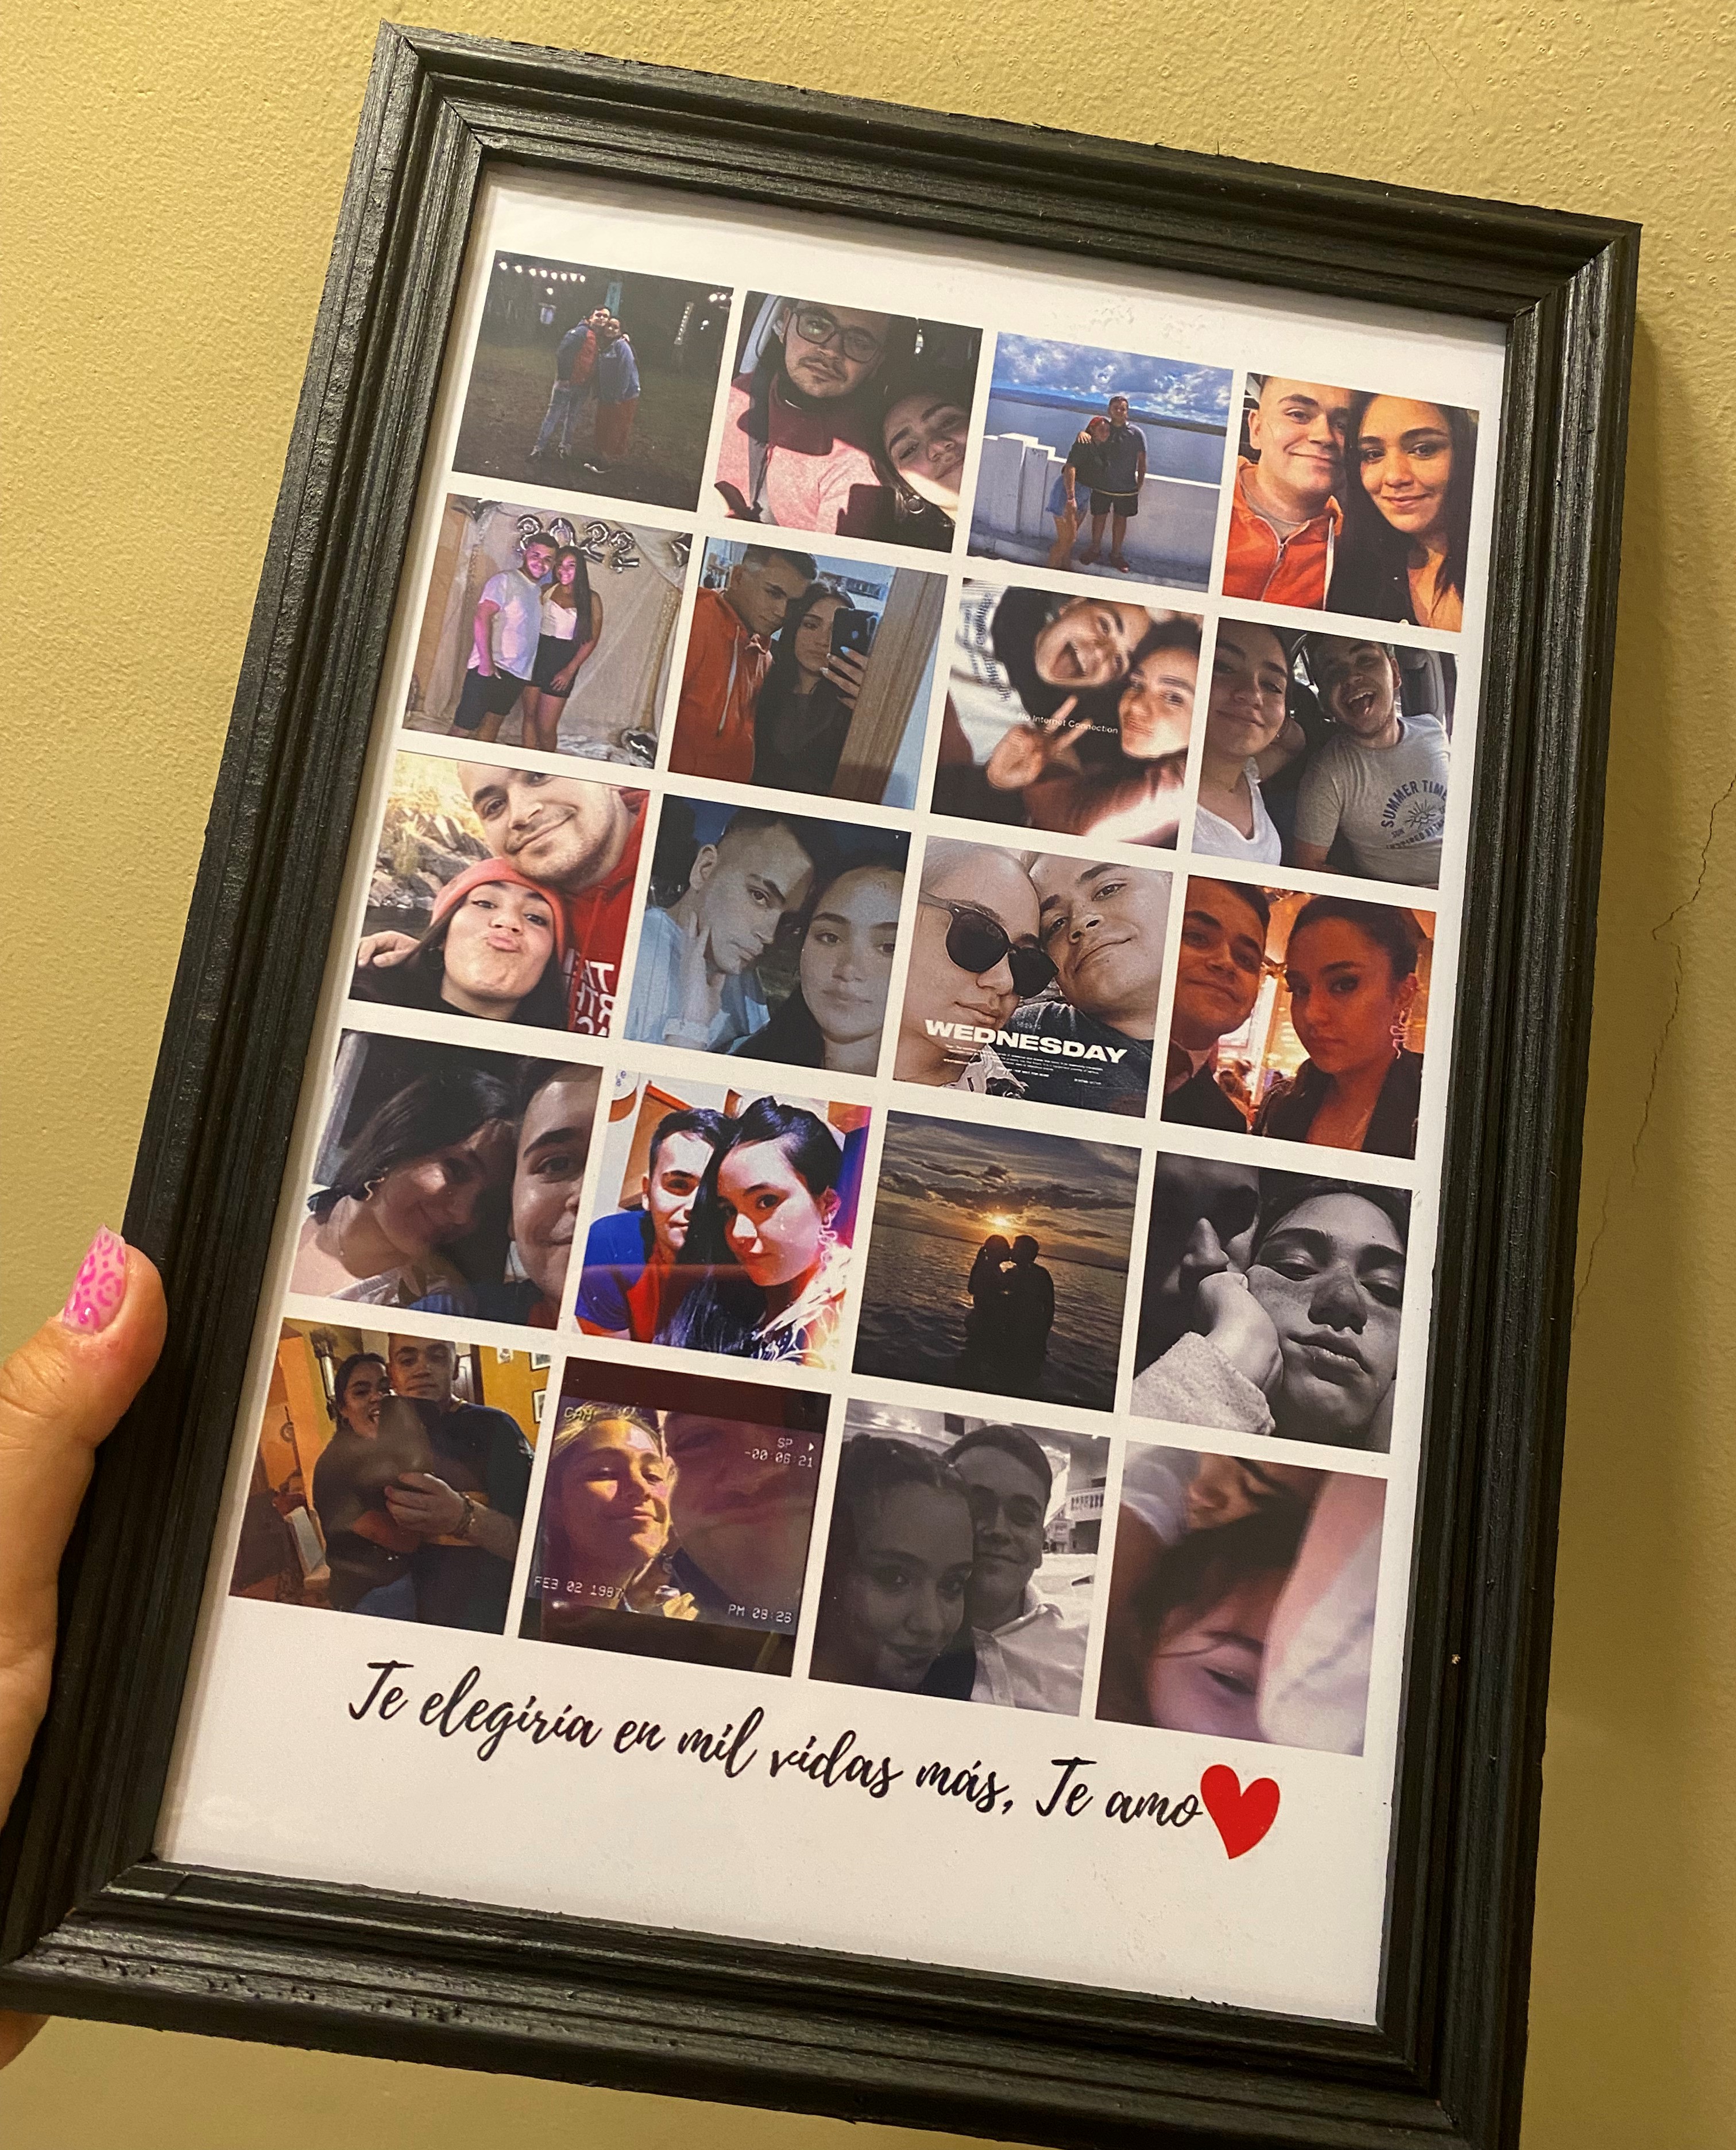 2022
No Internet Connection
SUMMER TIME
WEDNESDAY
CAM
SP
-00:06:21
FEB 02 1987
PM 08:26
Te elegiría en mil vidas más, Te amo